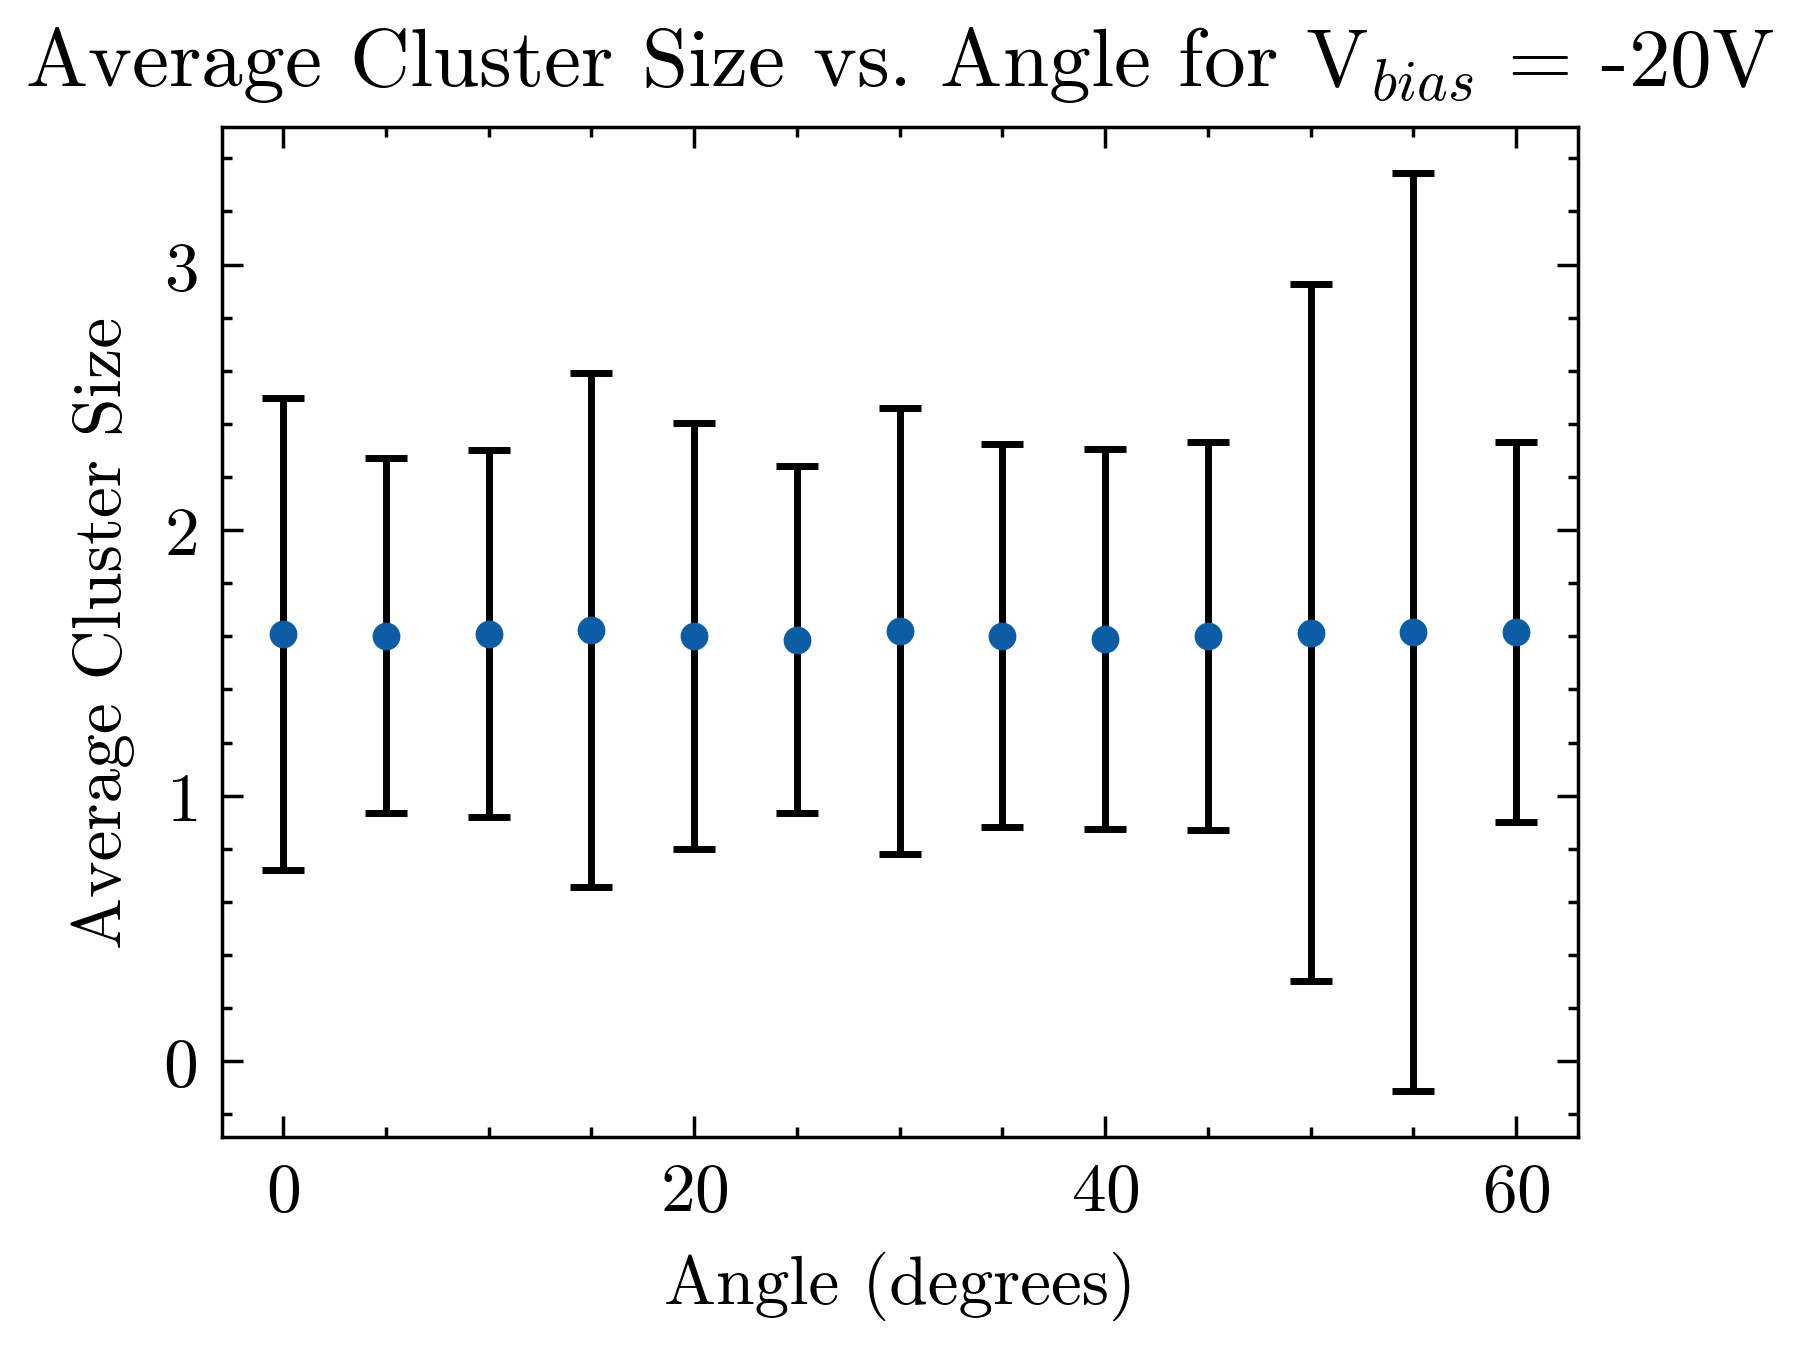 Average Cluster Size vs. Angle for V_bias = -20V
Average Cluster Size
3
2
1
0
0 20 40 60
Angle (degrees)